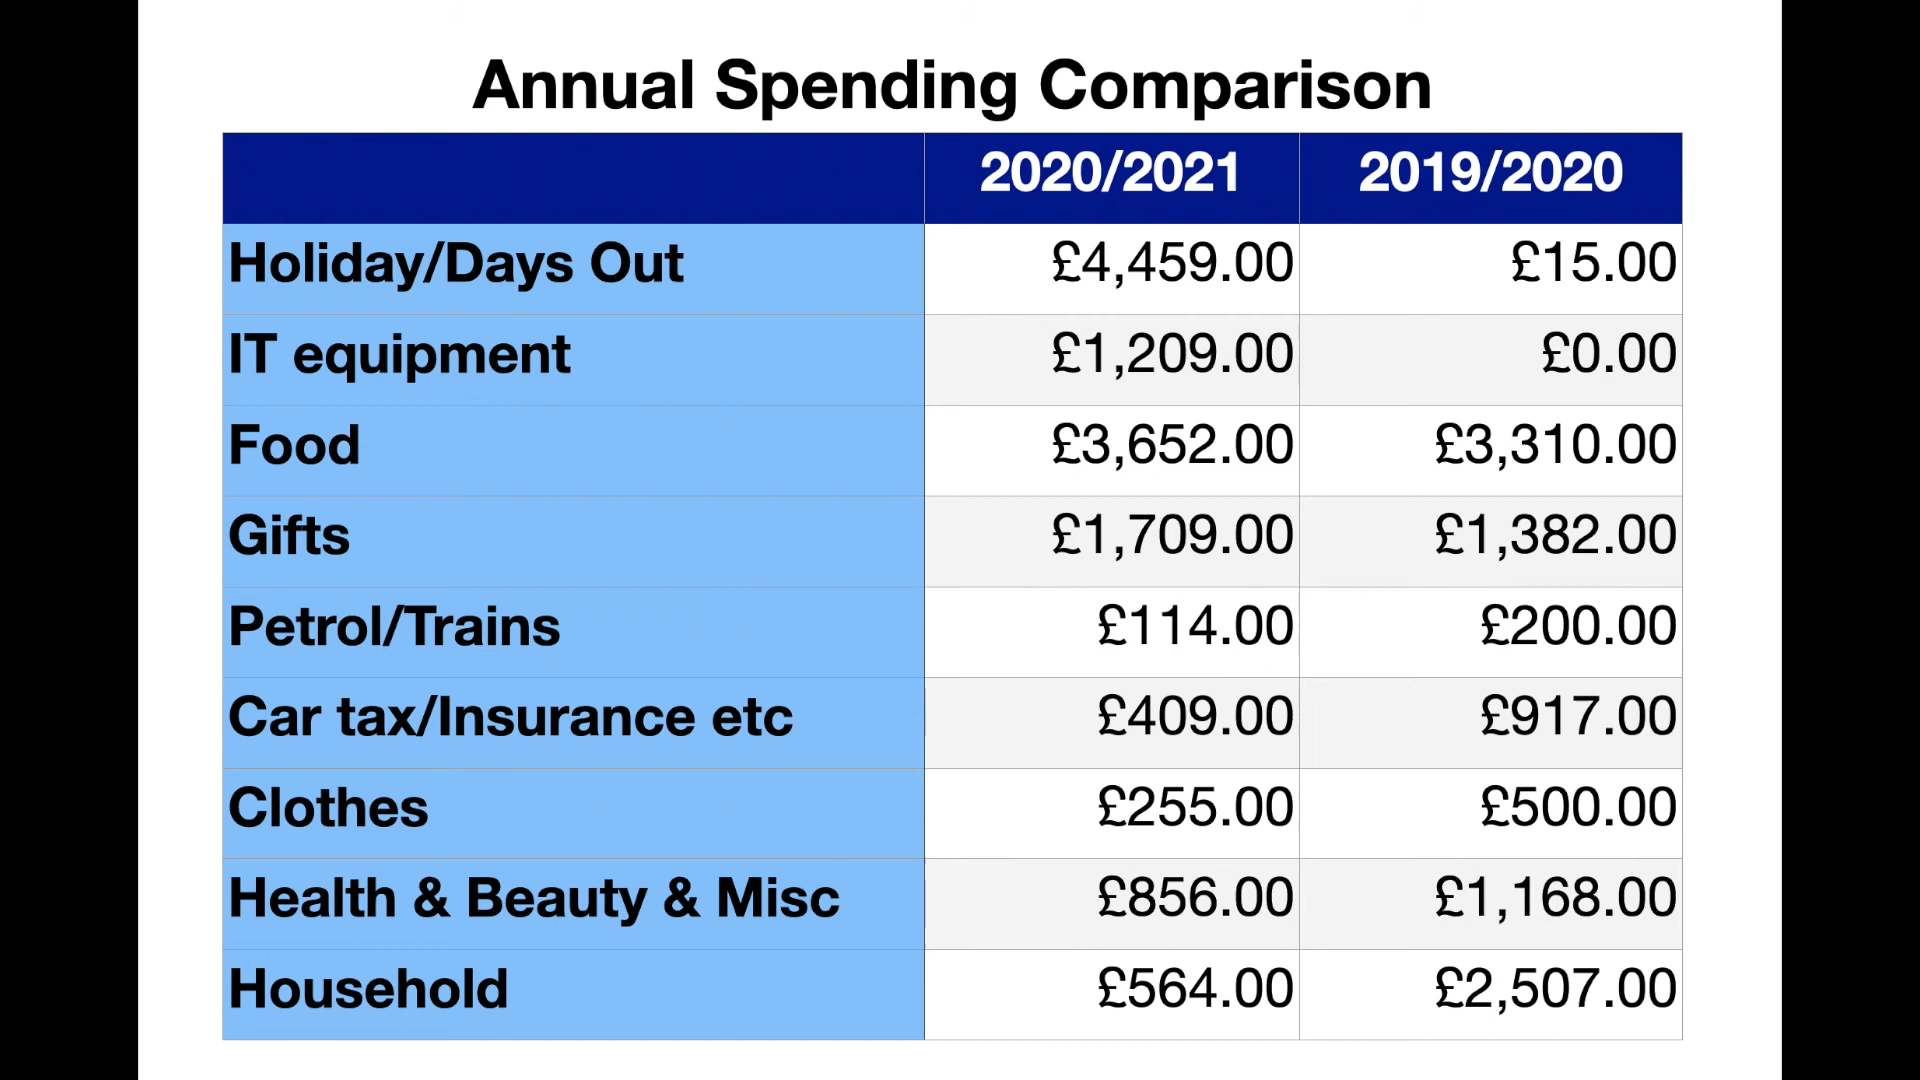 Annual Spending Comparison
2020/2021 2019/2020
Holiday/Days Out £4,459.00 £15.00
IT equipment £1,209.00 £0.00
Food £3,652.00 £3,310.00
Gifts £1,709.00 £1,382.00
Petrol/Trains £114.00 £200.00
Car tax/Insurance etc £409.00 £917.00
Clothes £255.00 £500.00
Health & Beauty & Misc £856.00 £1,168.00
Household £564.00 £2,507.00